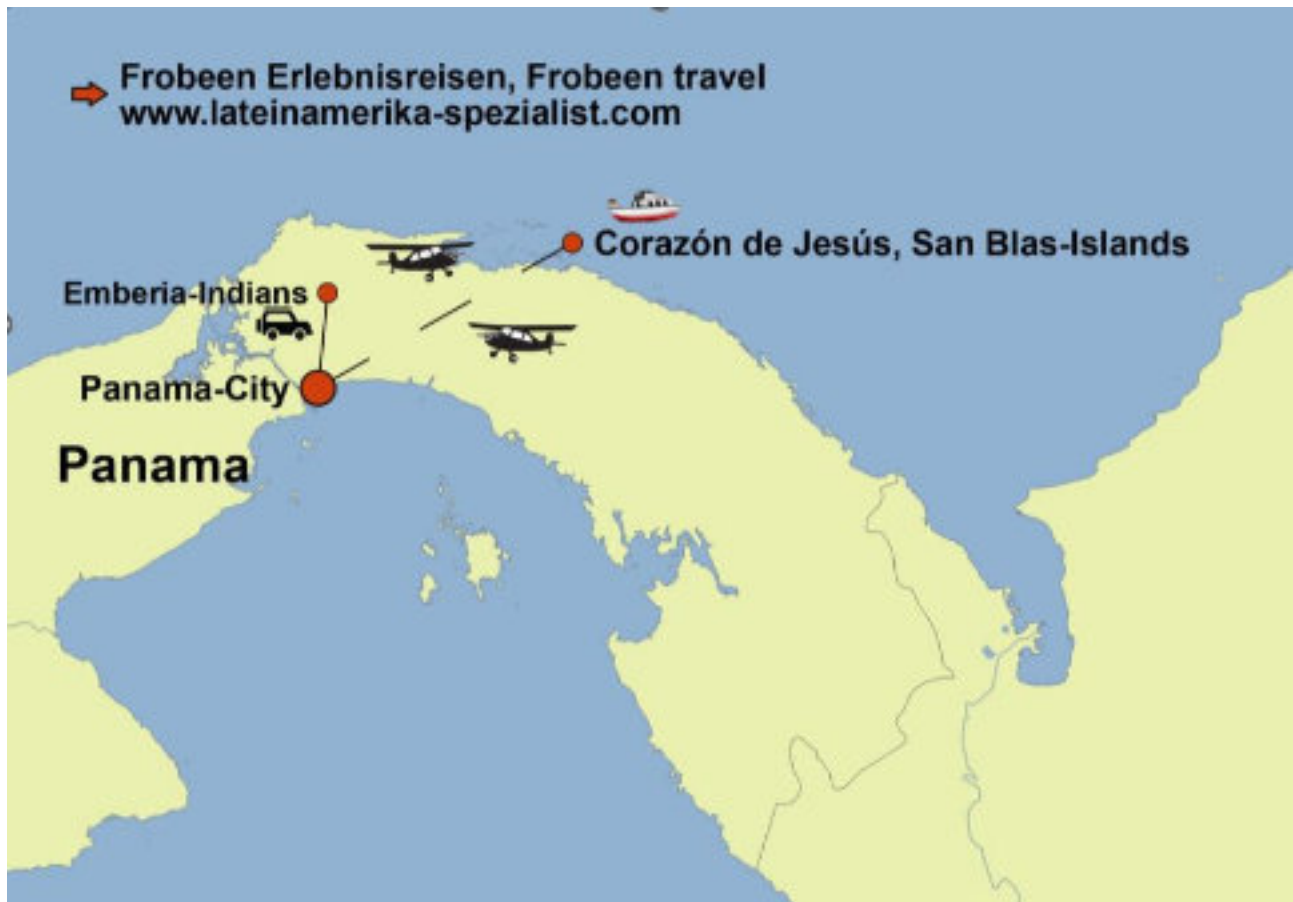 Frobeen Erlebnisreisen, Frobeen travel
www.lateinamerika-spezialist.com
Corazón de Jesús, San Blas-Islands
Emberia-Indians
Panama-City
Panama